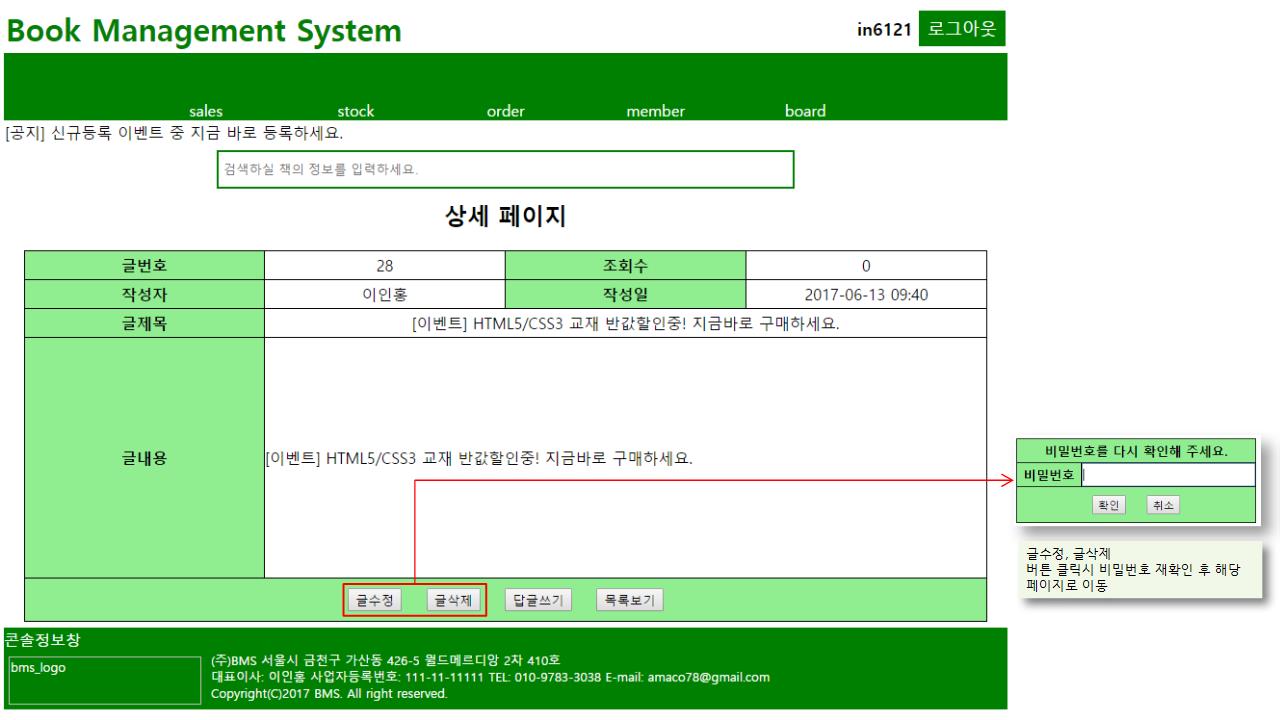 Book Management System
in6121 로그아웃
sales stock order member board
[공지] 신규등록 이벤트 중 지금 바로 등록하세요.
검색하실 책의 정보를 입력하세요.
상세 페이지
글번호 28 조회수 0
작성자 이인홍 작성일 2017-06-13 09:40
글제목 [이벤트] HTML5/CSS3 교재 반값할인중! 지금바로 구매하세요.
글내용 [이벤트] HTML5/CSS3 교재 반값할인중! 지금바로 구매하세요.
글수정 글삭제 답글쓰기 목록보기
비밀번호를 다시 확인해 주세요.
비밀번호
확인 취소
글수정, 글삭제
버튼 클릭시 비밀번호 재확인 후 해당
페이지로 이동
콘솔정보창
bms_logo
(주)BMS 서울시 금천구 가산동 426-5 월드메르디앙 2차 410호
대표이사: 이인홍 사업자등록번호: 111-11-11111 TEL: 010-9783-3038 E-mail: amaco78@gmail.com
Copyright(C)2017 BMS. All right reserved.